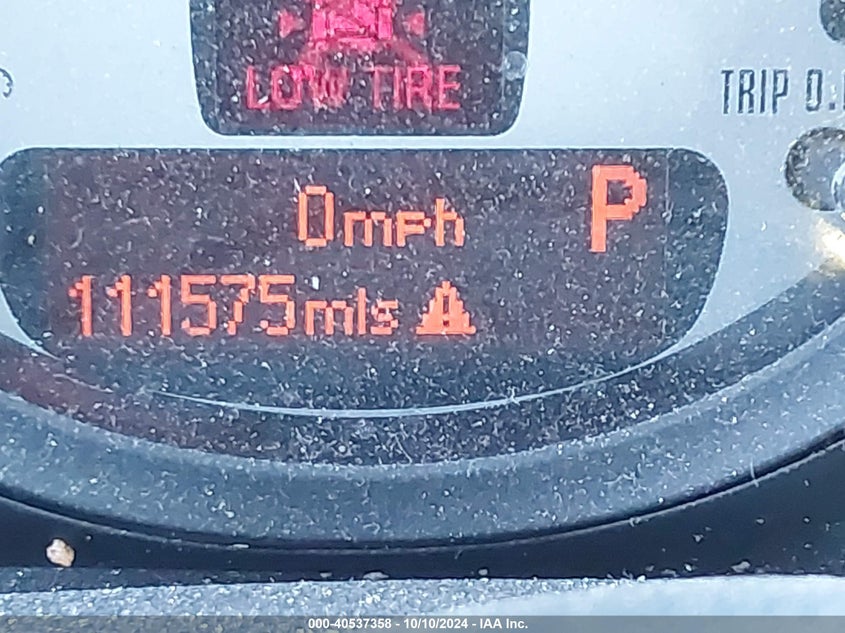 LOW TIRE
TRIP 0.
0mph P
111575mls
000-40537358 - 10/10/2024 - IAA Inc.